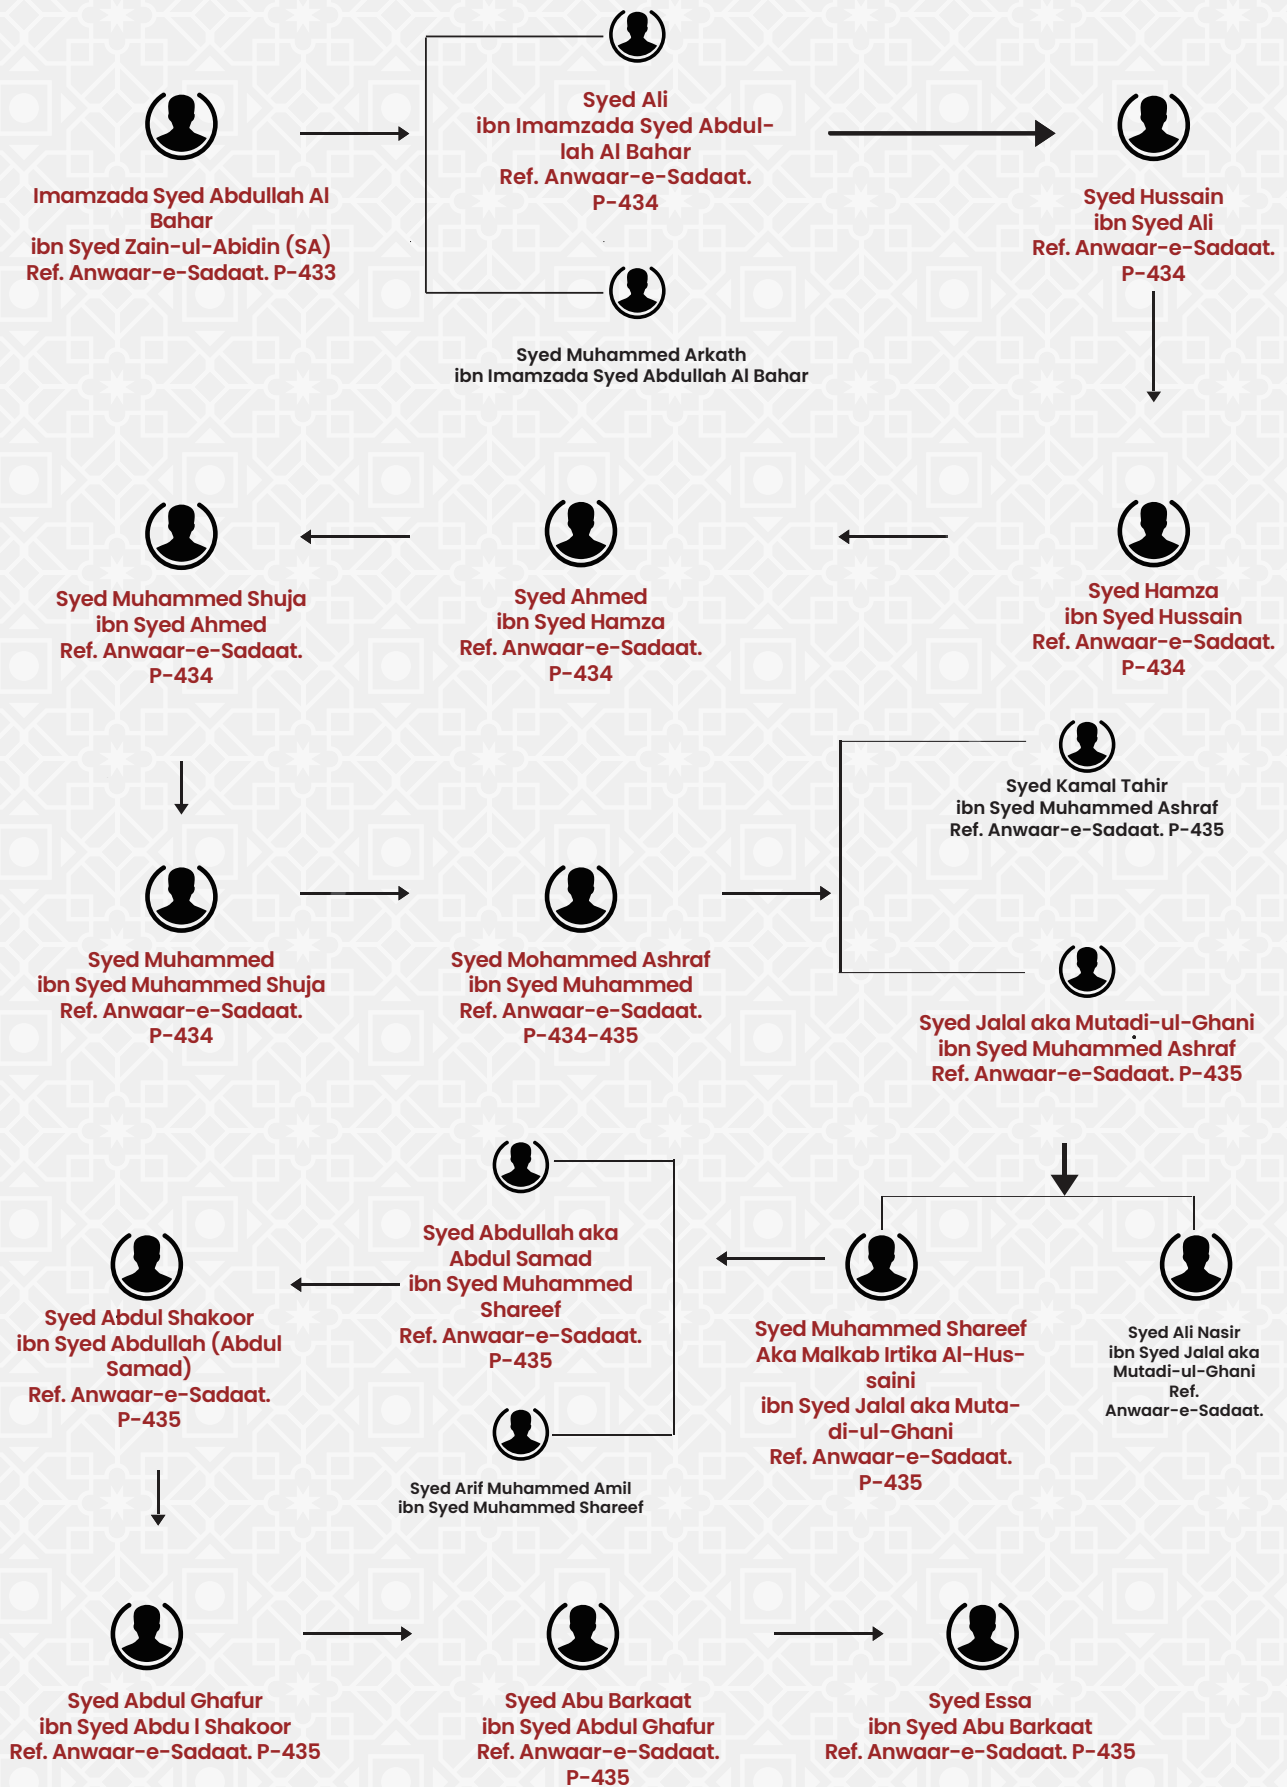 Imamzada Syed Abdullah Al
Bahar
ibn Syed Zain-ul-Abidin (SA)
Ref. Anwaar-e-Sadaat. P-433
Syed Ali
ibn Imamzada Syed Abdul-
lah Al Bahar
Ref. Anwaar-e-Sadaat.
P-434
Syed Muhammed Arkath
ibn Imamzada Syed Abdullah Al Bahar
Syed Hussain
ibn Syed Ali
Ref. Anwaar-e-Sadaat.
P-434
Syed Hamza
ibn Syed Hussain
Ref. Anwaar-e-Sadaat.
P-434
Syed Ahmed
ibn Syed Hamza
Ref. Anwaar-e-Sadaat.
P-434
Syed Muhammed Shuja
ibn Syed Ahmed
Ref. Anwaar-e-Sadaat.
P-434
Syed Muhammed
ibn Syed Muhammed Shuja
Ref. Anwaar-e-Sadaat.
P-434
Syed Mohammed Ashraf
ibn Syed Muhammed
Ref. Anwaar-e-Sadaat.
P-434-435
Syed Kamal Tahir
ibn Syed Muhammed Ashraf
Ref. Anwaar-e-Sadaat. P-435
Syed Jalal aka Mutadi-ul-Ghani
ibn Syed Muhammed Ashraf
Ref. Anwaar-e-Sadaat. P-435
Syed Ali Nasir
ibn Syed Jalal aka
Mutadi-ul-Ghani
Ref.
Anwaar-e-Sadaat.
Syed Muhammed Shareef
Aka Malkab Irtika Al-Hus-
saini
ibn Syed Jalal aka Muta-
di-ul-Ghani
Ref. Anwaar-e-Sadaat.
P-435
Syed Abdullah aka
Abdul Samad
ibn Syed Muhammed
Shareef
Ref. Anwaar-e-Sadaat.
P-435
Syed Arif Muhammed Amil
ibn Syed Muhammed Shareef
Syed Abdul Shakoor
ibn Syed Abdullah (Abdul
Samad)
Ref. Anwaar-e-Sadaat.
P-435
Syed Abdul Ghafur
ibn Syed Abdu l Shakoor
Ref. Anwaar-e-Sadaat. P-435
Syed Abu Barkaat
ibn Syed Abdul Ghafur
Ref. Anwaar-e-Sadaat.
P-435
Syed Essa
ibn Syed Abu Barkaat
Ref. Anwaar-e-Sadaat. P-435